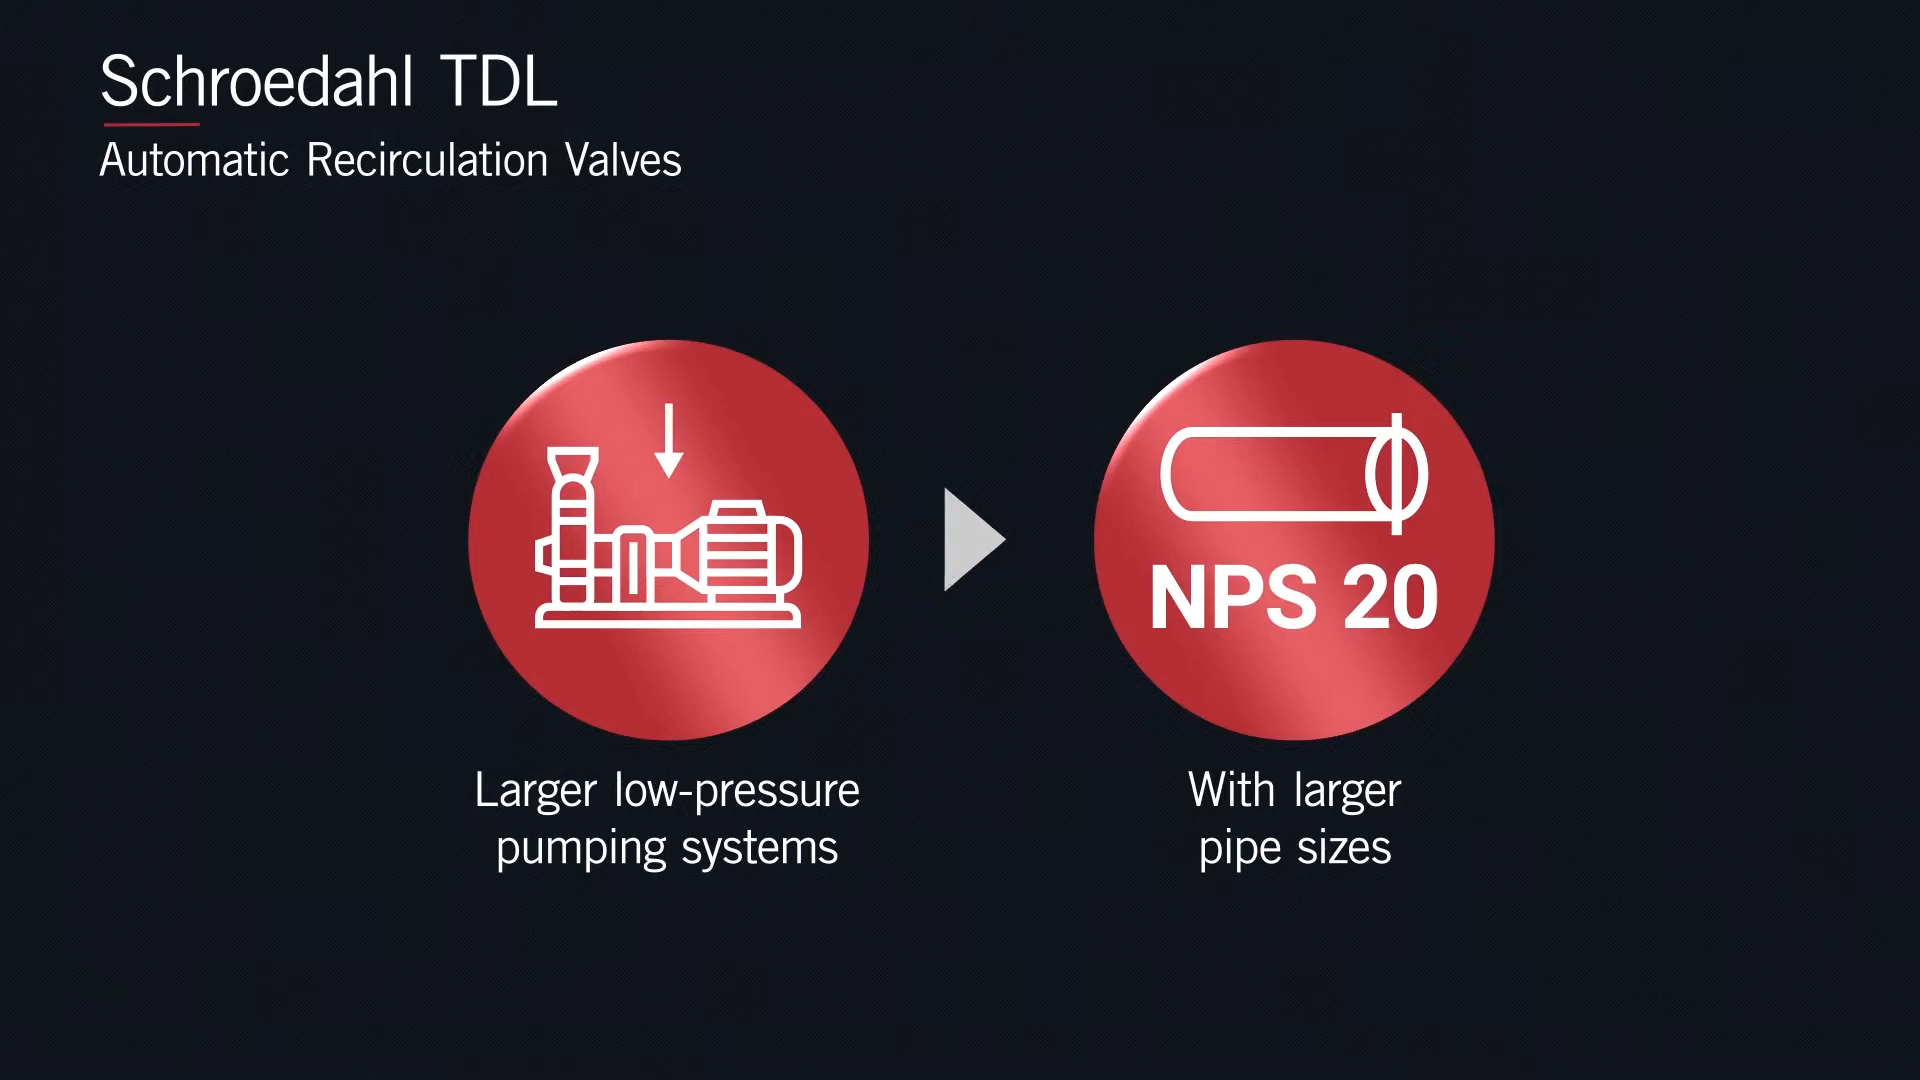 Schroedahl TDL
Automatic Recirculation Valves
NPS 20
Larger low-pressure
pumping systems
With larger
pipe sizes